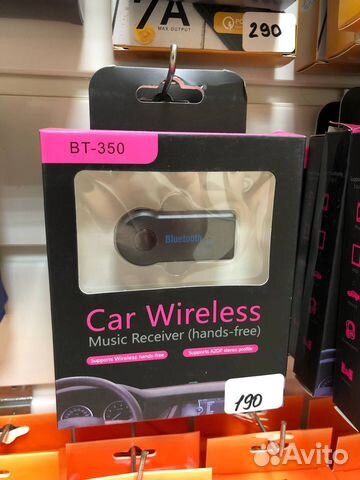 7A
MAX.OUTPUT
290
BT-350
Bluetooth
Car Wireless
Music Receiver (hands-free)
Supports Wireless hands-free
Supports A2DP stereo profile
190
Avito